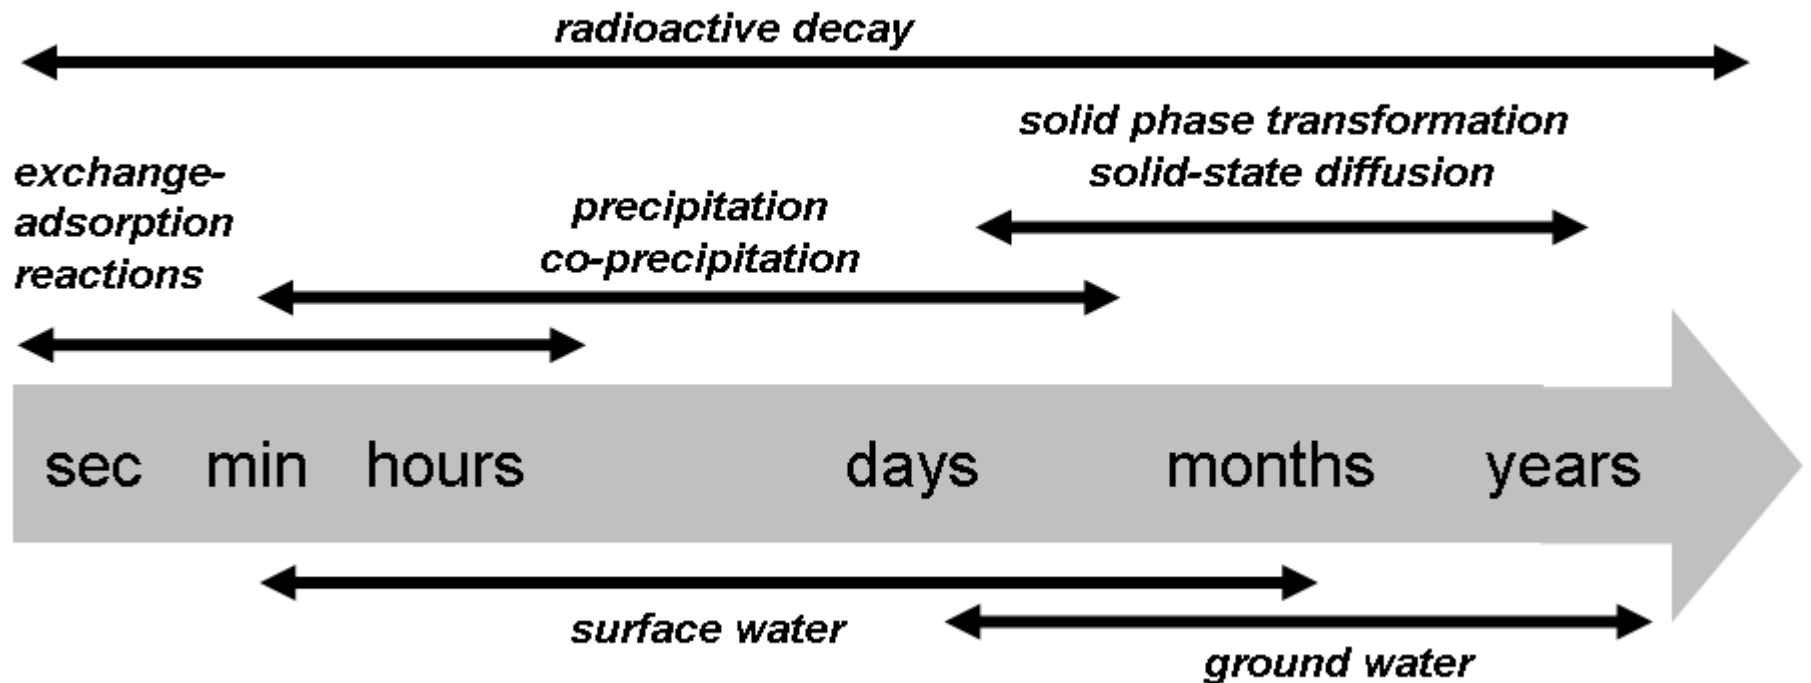 radioactive decay
solid phase transformation
solid-state diffusion
exchange-
adsorption
reactions
precipitation
co-precipitation
sec min hours days months years
surface water
ground water